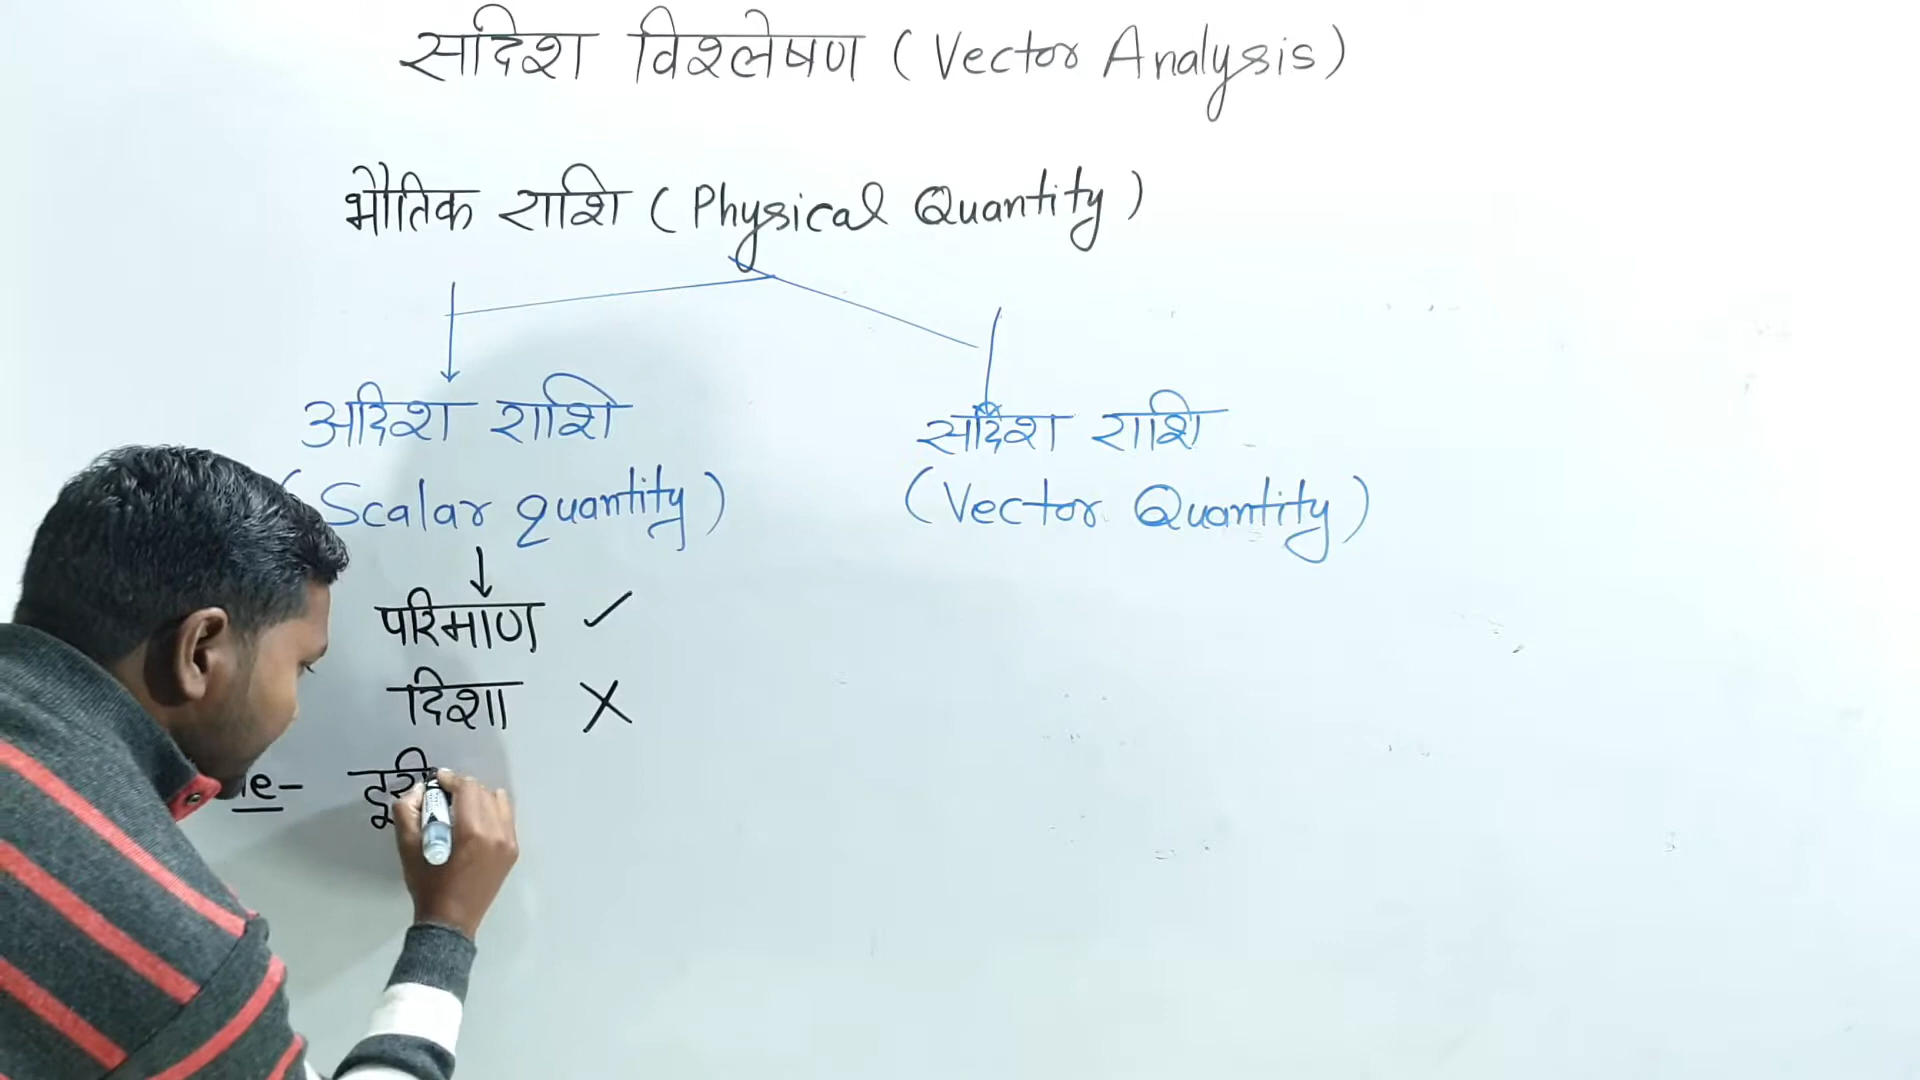 सदिश विश्लेषण (Vector Analysis)
भौतिक राशि (Physical Quantity)
अदिश राशि
(Scalar quantity)
सदिश राशि
(Vector Quantity)
परिमाण ✓
दिशा X
दूरी